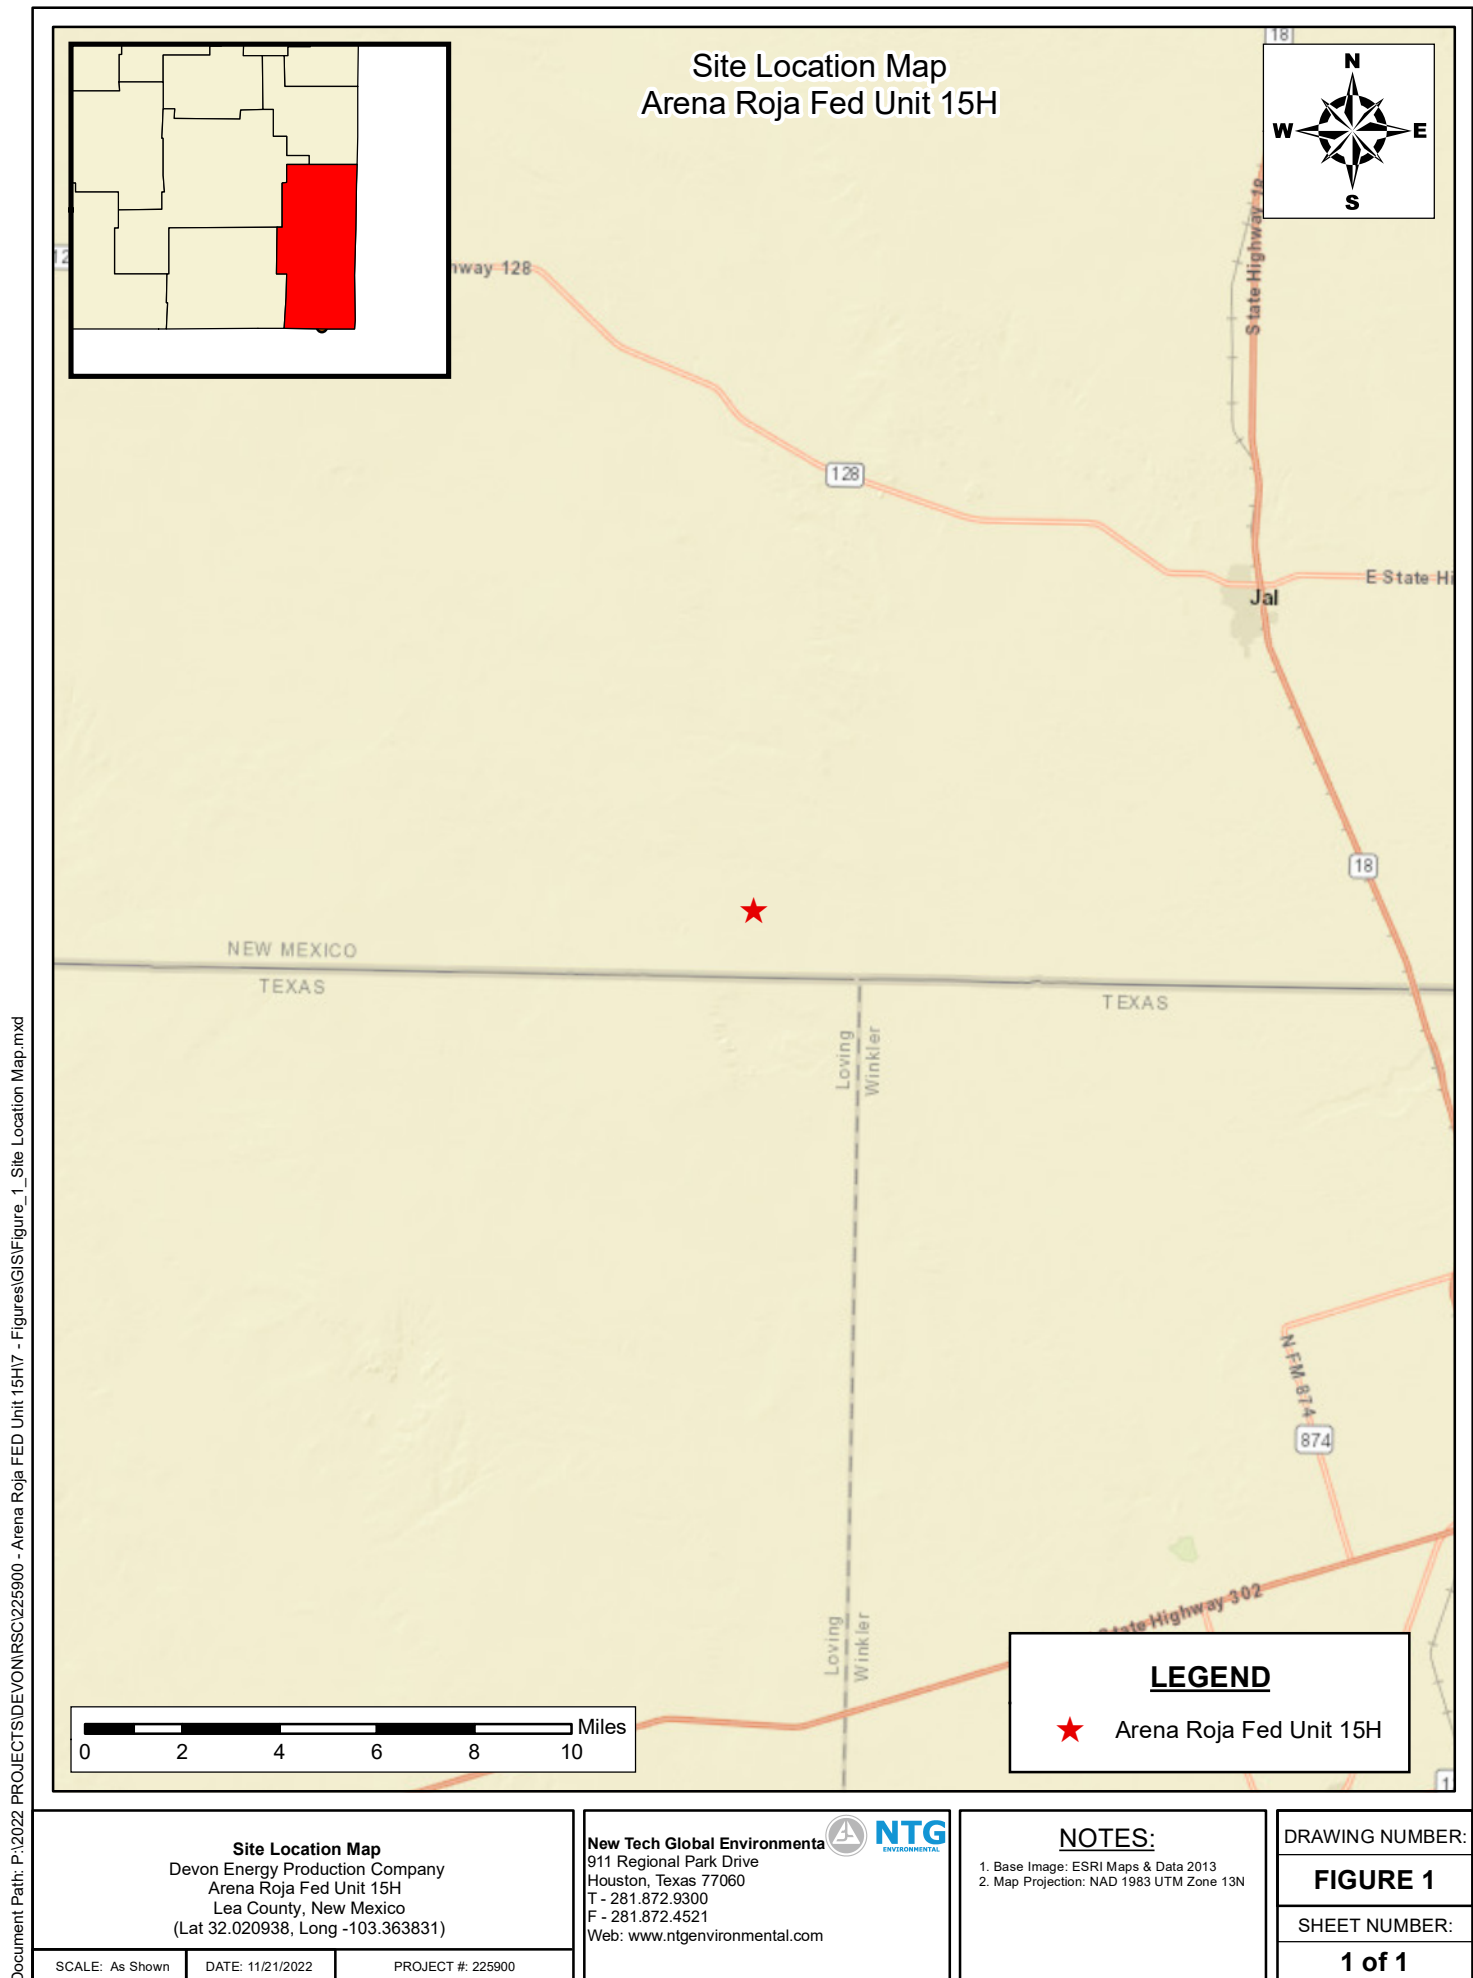 Site Location Map
Arena Roja Fed Unit 15H
18
N
W
E
S
State Highway 18
12
hway 128
128
E State Hi
Jal
18
NEW MEXICO
TEXAS
TEXAS
Loving
Winkler
N FM 874
874
State Highway 302
Loving
Winkler
LEGEND
Arena Roja Fed Unit 15H
Miles
0 2 4 6 8 10
1
Document Path: P:\2022 PROJECTS\DEVON\RSC\225900 - Arena Roja FED Unit 15H\7 - Figures\GIS\Figure_1_Site Location Map.mxd
Site Location Map
Devon Energy Production Company
Arena Roja Fed Unit 15H
Lea County, New Mexico
(Lat 32.020938, Long -103.363831)
SCALE: As Shown
DATE: 11/21/2022
PROJECT #: 225900
New Tech Global Environmenta
911 Regional Park Drive
Houston, Texas 77060
T - 281.872.9300
F - 281.872.4521
Web: www.ntgenvironmental.com
NTG
ENVIRONMENTAL
NOTES:
1. Base Image: ESRI Maps & Data 2013
2. Map Projection: NAD 1983 UTM Zone 13N
DRAWING NUMBER:
FIGURE 1
SHEET NUMBER:
1 of 1